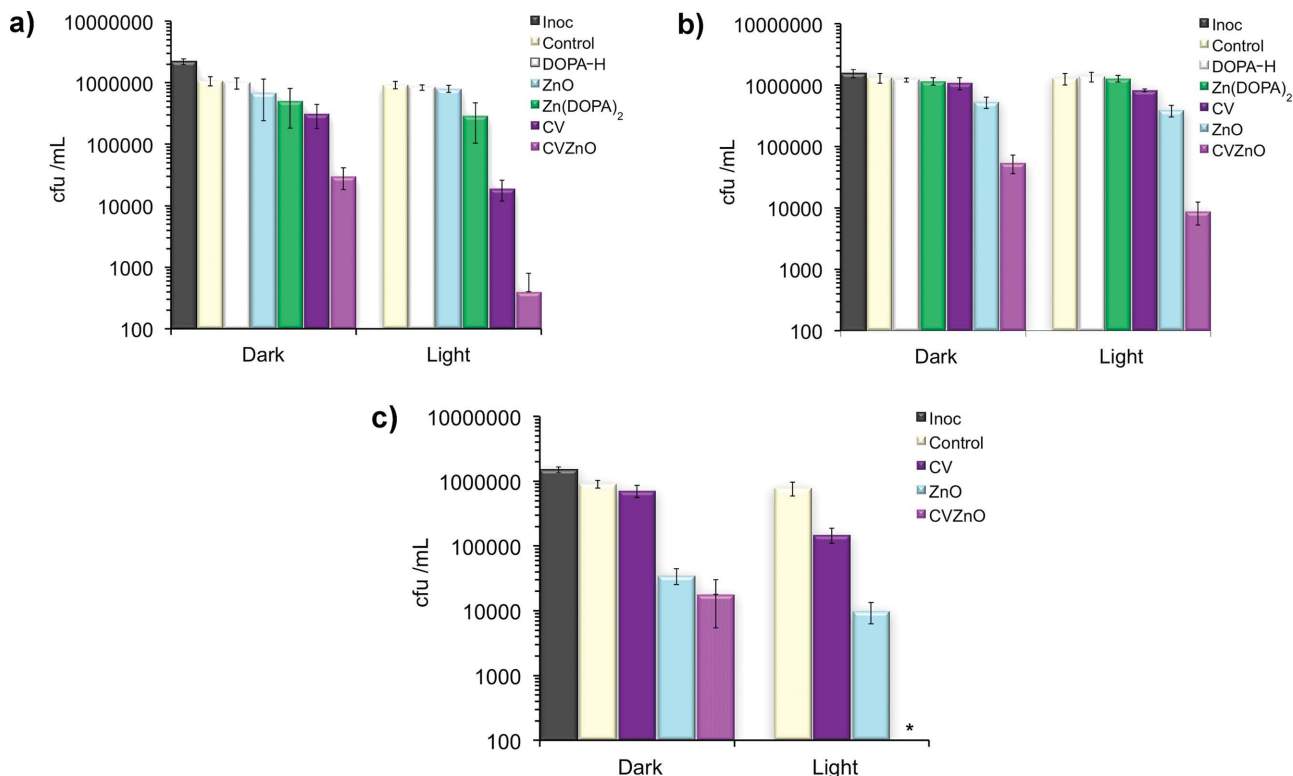 a)
10000000
1000000
100000
10000
1000
100
cfu /mL
Dark
Light
Inoc
Control
DOPA-H
ZnO
Zn(DOPA)2
CV
CVZnO
b)
10000000
1000000
100000
10000
1000
100
cfu /mL
Dark
Light
Inoc
Control
DOPA-H
Zn(DOPA)2
CV
ZnO
CVZnO
c)
10000000
1000000
100000
10000
1000
100
cfu /mL
*
Dark
Light
Inoc
Control
CV
ZnO
CVZnO